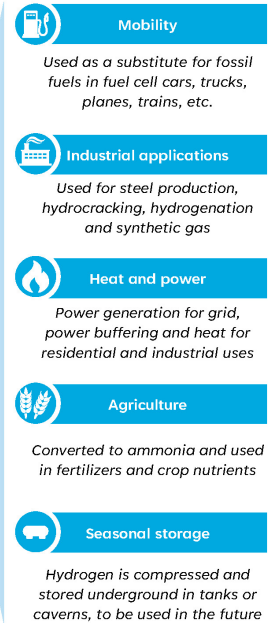 Mobility
Used as a substitute for fossil
fuels in fuel cell cars, trucks,
planes, trains, etc.
Industrial applications
Used for steel production,
hydrocracking, hydrogenation
and synthetic gas
Heat and power
Power generation for grid,
power buffering and heat for
residential and industrial uses
Agriculture
Converted to ammonia and used
in fertilizers and crop nutrients
Seasonal storage
Hydrogen is compressed and
stored underground in tanks or
caverns, to be used in the future